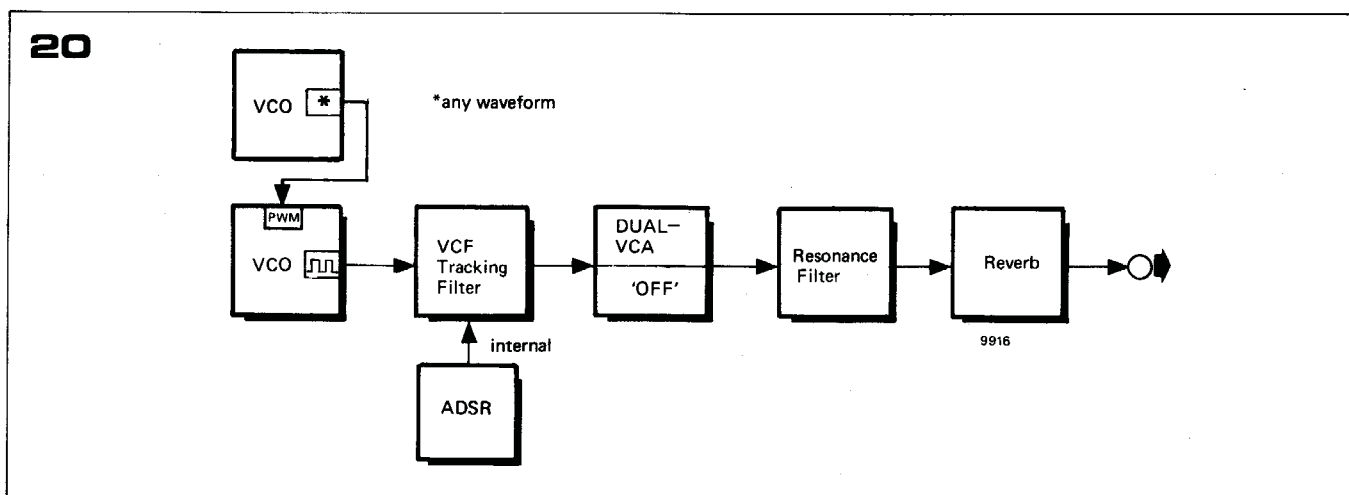 20
VCO *
*any waveform
PWM
VCO
VCF
Tracking
Filter
DUAL–
VCA
'OFF'
Resonance
Filter
Reverb
9916
internal
ADSR